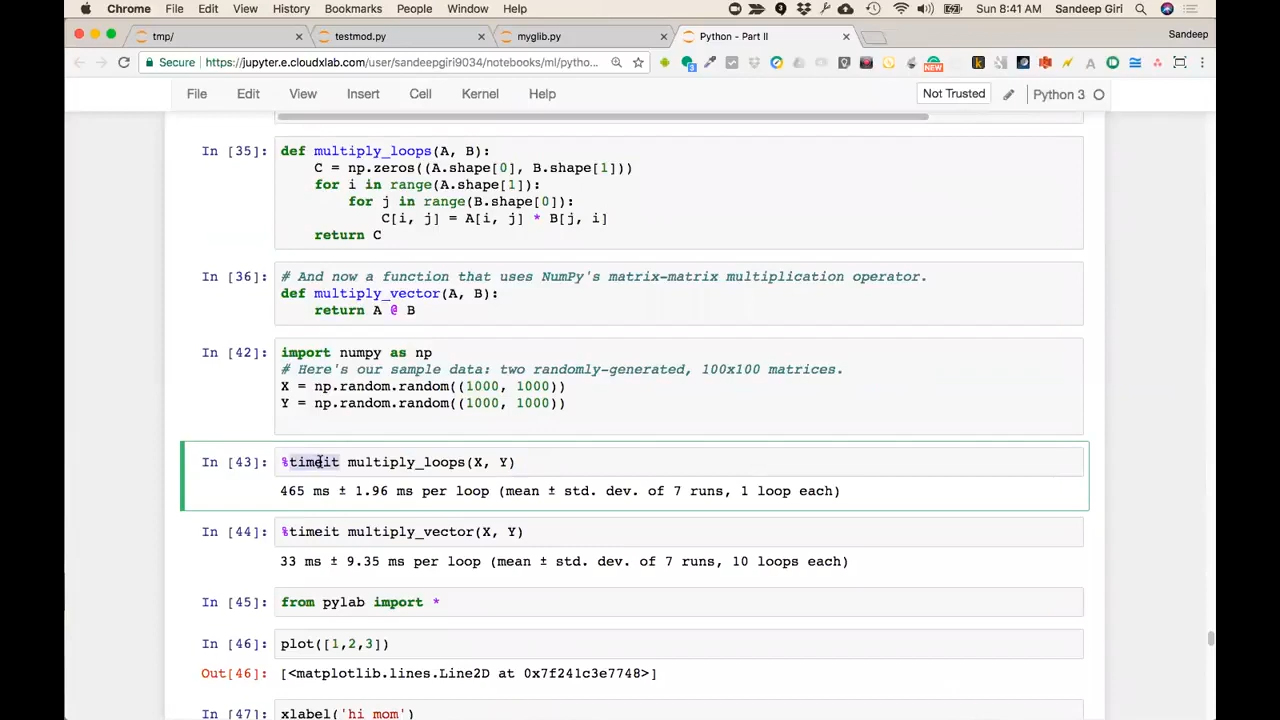 Chrome File Edit View History Bookmarks People Window Help Sun 8:41 AM Sandeep Giri
tmp/ testmod.py myglib.py Python - Part II Sandeep
Secure https://jupyter.e.cloudxlab.com/user/sandeepgiri9034/notebooks/ml/pytho... 3 NEW
File Edit View Insert Cell Kernel Help Not Trusted Python 3
In [35]: def multiply_loops(A, B):
C = np.zeros((A.shape[0], B.shape[1]))
for i in range(A.shape[1]):
for j in range(B.shape[0]):
C[i, j] = A[i, j] * B[j, i]
return C
In [36]: # And now a function that uses NumPy's matrix-matrix multiplication operator.
def multiply_vector(A, B):
return A @ B
In [42]: import numpy as np
# Here's our sample data: two randomly-generated, 100x100 matrices.
X = np.random.random((1000, 1000))
Y = np.random.random((1000, 1000))
In [43]: %timeit multiply_loops(X, Y)
465 ms ± 1.96 ms per loop (mean ± std. dev. of 7 runs, 1 loop each)
In [44]: %timeit multiply_vector(X, Y)
33 ms ± 9.35 ms per loop (mean ± std. dev. of 7 runs, 10 loops each)
In [45]: from pylab import *
In [46]: plot([1,2,3])
Out[46]: [<matplotlib.lines.Line2D at 0x7f241c3e7748>]
In [47]: xlabel('hi mom')